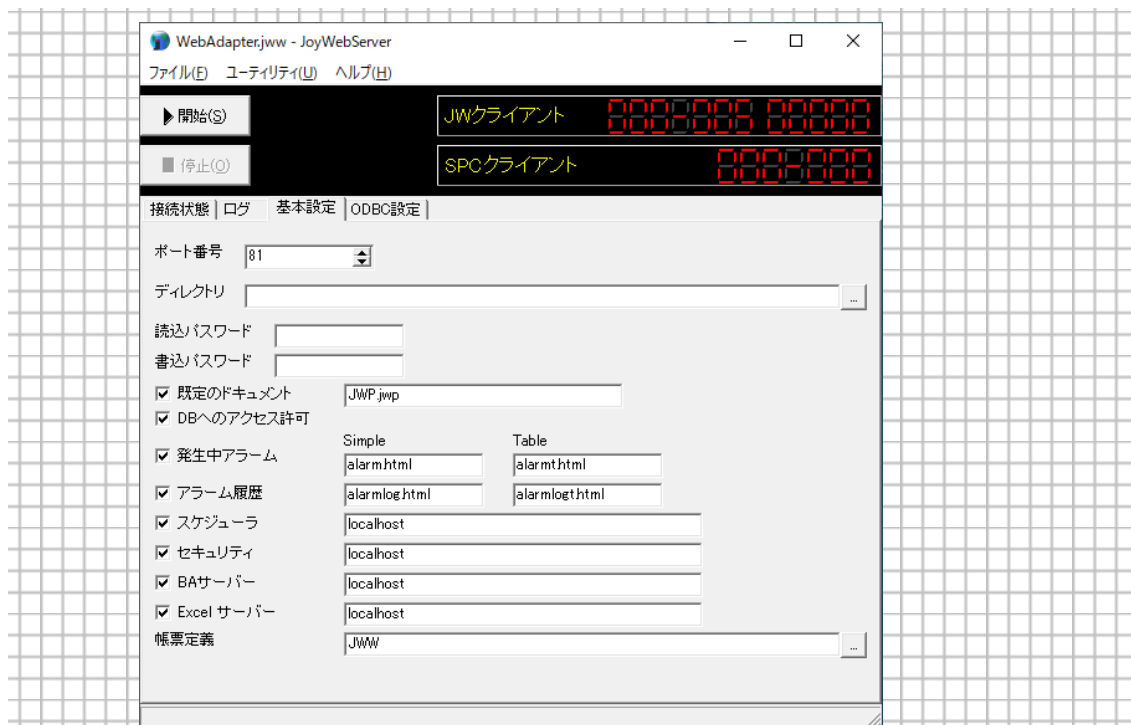 WebAdapter.jww - JoyWebServer
ファイル(F) ユーティリティ(U) ヘルプ(H)
▶開始(S)
JWクライアント
■ 停止(O)
SPCクライアント
000-000
接続状態 ログ 基本設定 ODBC設定
ポート番号 81
ディレクトリ ...
読込パスワード
書込パスワード
既定のドキュメント JWP.jwp
DBへのアクセス許可
Simple Table
発生中アラーム alarm.html alarmt.html
アラーム履歴 alarmlog.html alarmlogt.html
スケジューラ localhost
セキュリティ localhost
BAサーバー localhost
Excel サーバー localhost
帳票定義 JWW ...